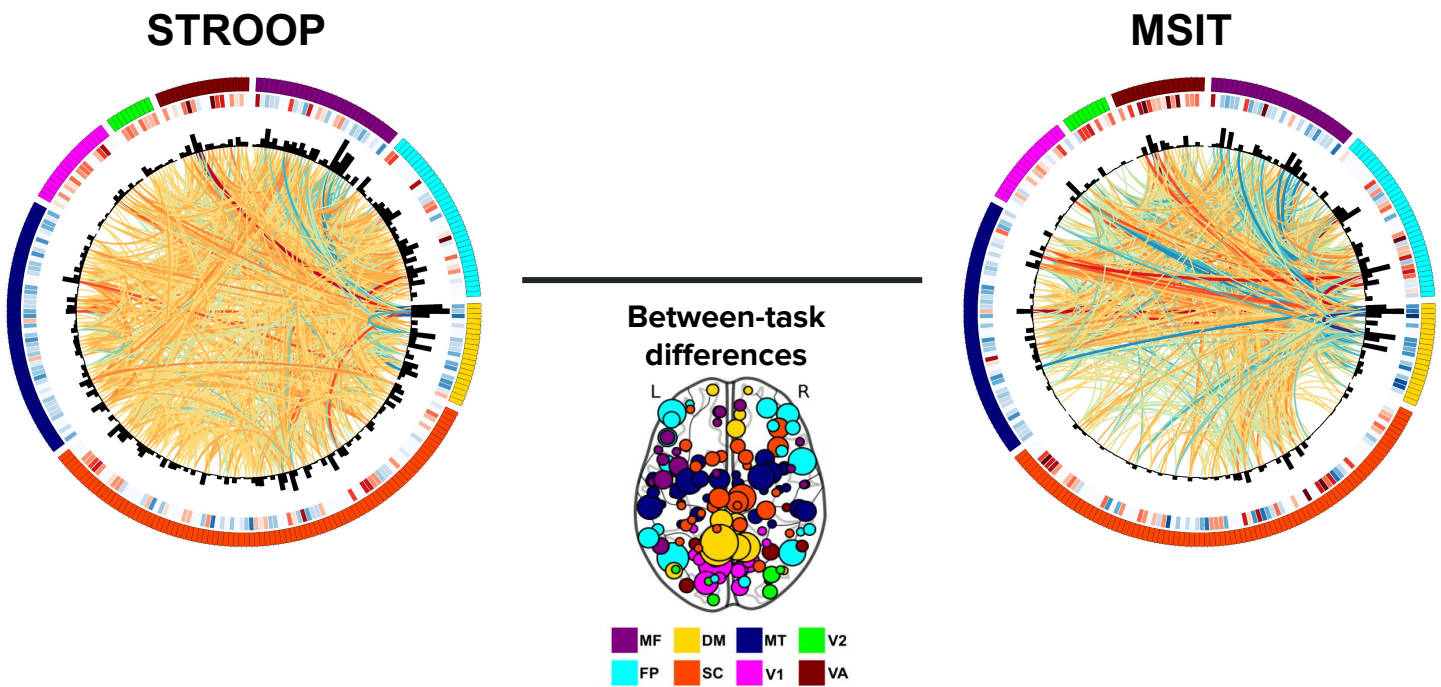 STROOP
MSIT
Between-task
differences
L R
MF DM MT V2
FP SC V1 VA